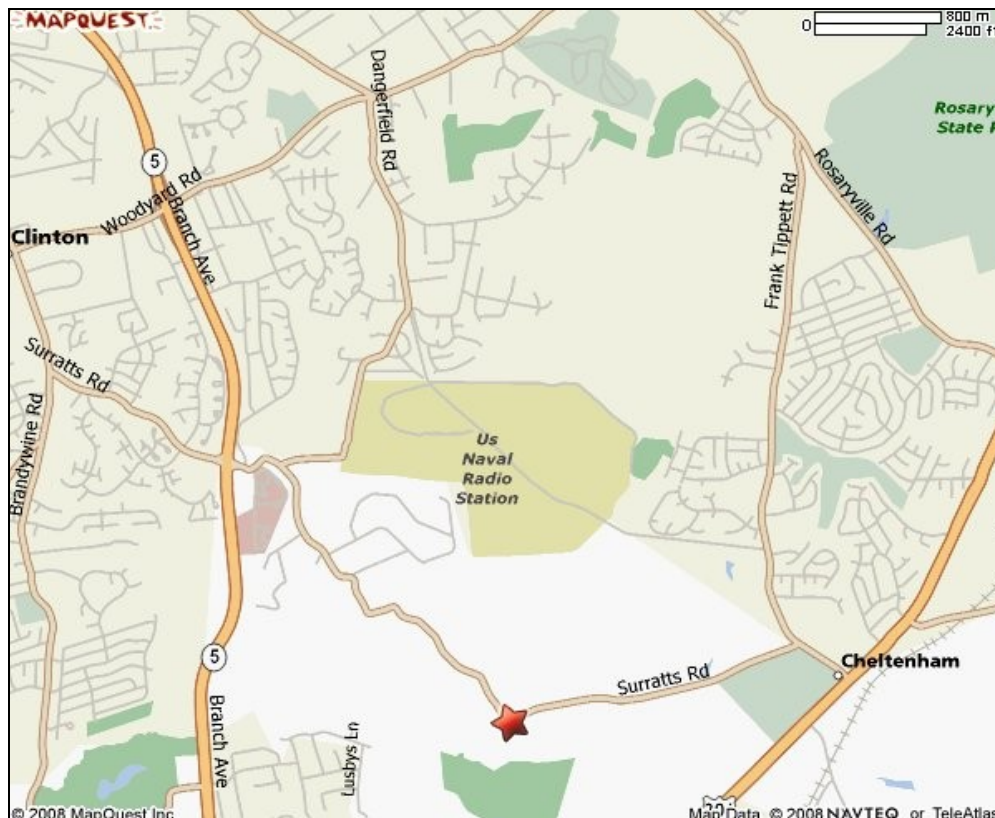 MAPQUEST.
0
800 m
2400 ft
Dangerfield Rd
Rosary
State
5
Woodyard Rd
Branch Ave
Clinton
Rosaryville Rd
Frank Tippett Rd
Surratts Rd
Brandywine Rd
Us
Naval
Radio
Station
5
Cheltenham
Surratts Rd
Branch Ave
Lusbys Ln
© 2008 MapQuest Inc
Map Data © 2008 NAVTEQ or TeleAtlas